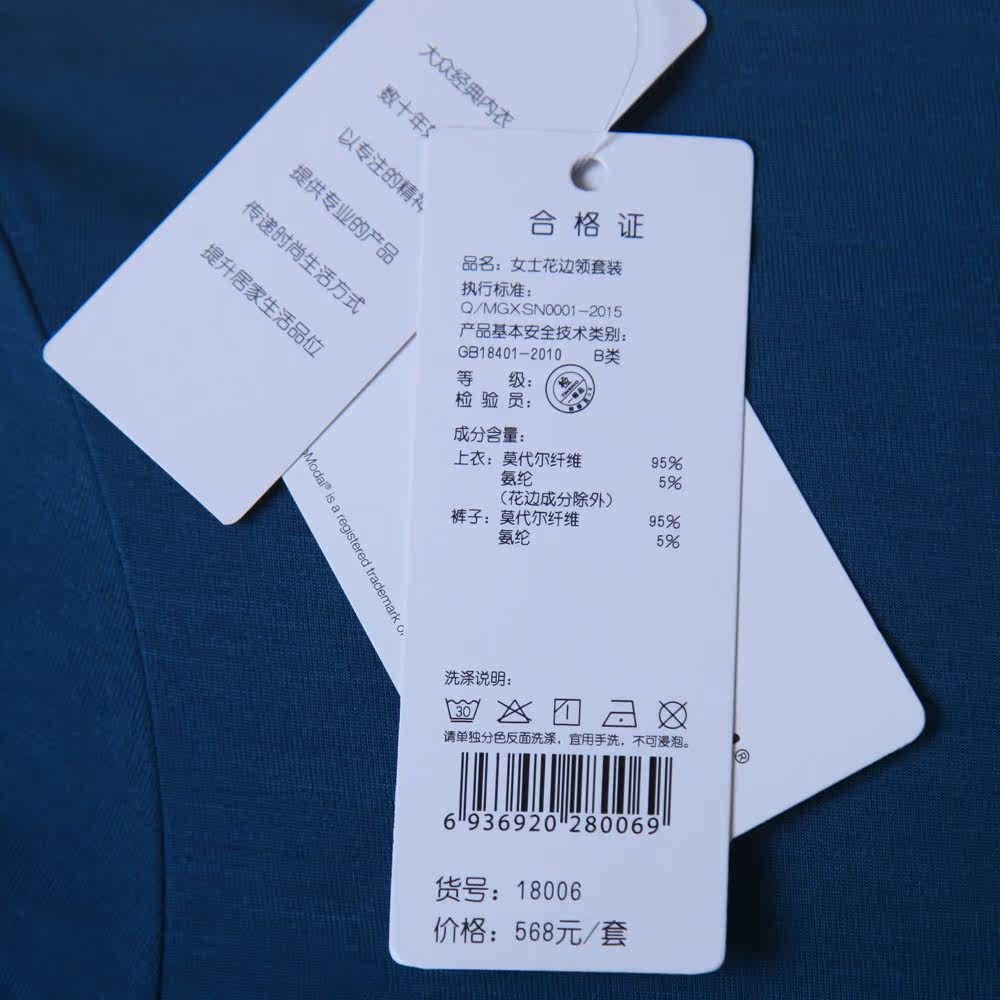 大众经典内衣
数十年
以专注的精神
提供专业的产品
传递时尚生活方式
提升居家生活品位
Modal® is a registered trademark
合格证
品名：女士花边领套装
执行标准：
Q/MGXSN0001-2015
产品基本安全技术类别：
GB18401-2010 B类
等 级：
检验员：
检
成分含量：
上衣：莫代尔纤维 95%
氨纶 5%
（花边成分除外）
裤子：莫代尔纤维 95%
氨纶 5%
洗涤说明：
30
请单独分色反面洗涤，宜用手洗，不可浸泡。
6 936920 280069
货号：18006
价格：568元/套
®